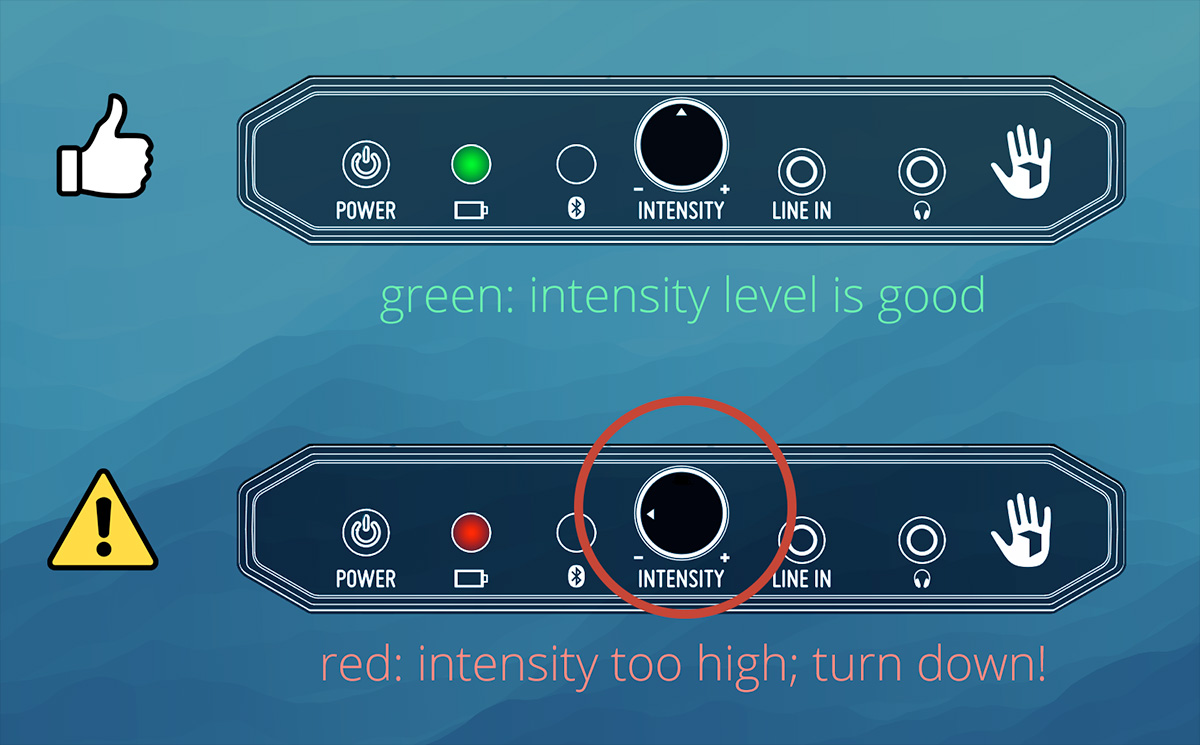 POWER
- +
INTENSITY
LINE IN
green: intensity level is good
POWER
- +
INTENSITY
LINE IN
red: intensity too high; turn down!